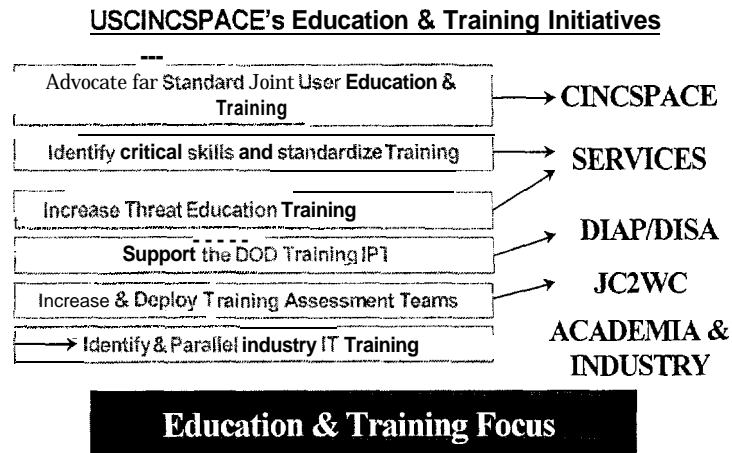 USCINCSPACE's Education & Training Initiatives
Advocate far Standard Joint User Education &
Training
CINCSPACE
Identify critical skills and standardize Training
SERVICES
Increase Threat Education Training
Support the DOD Training IPT
DIAP/DISA
Increase & Deploy Training Assessment Teams
JC2WC
Identify & Parallel industry IT Training
ACADEMIA &
INDUSTRY
Education & Training Focus